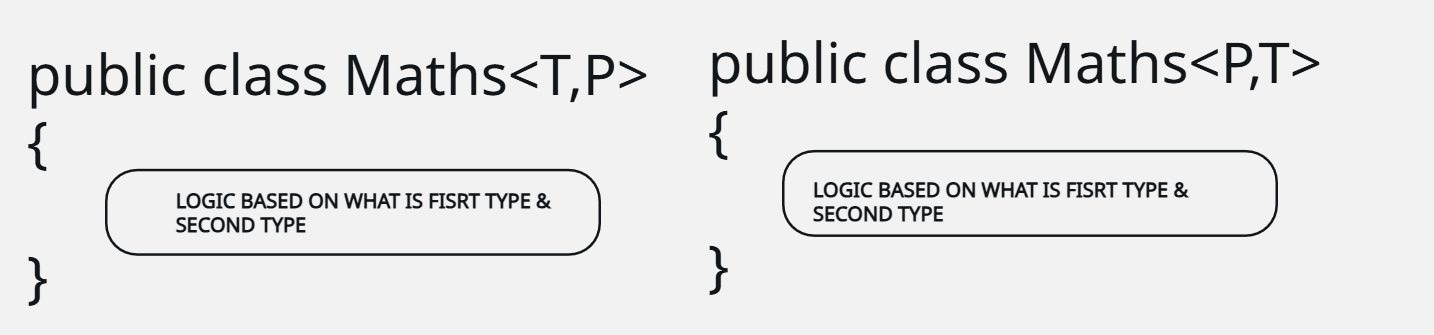 public class Maths<T,P>
{
LOGIC BASED ON WHAT IS FISRT TYPE &
SECOND TYPE
}
public class Maths<P,T>
{
LOGIC BASED ON WHAT IS FISRT TYPE &
SECOND TYPE
}